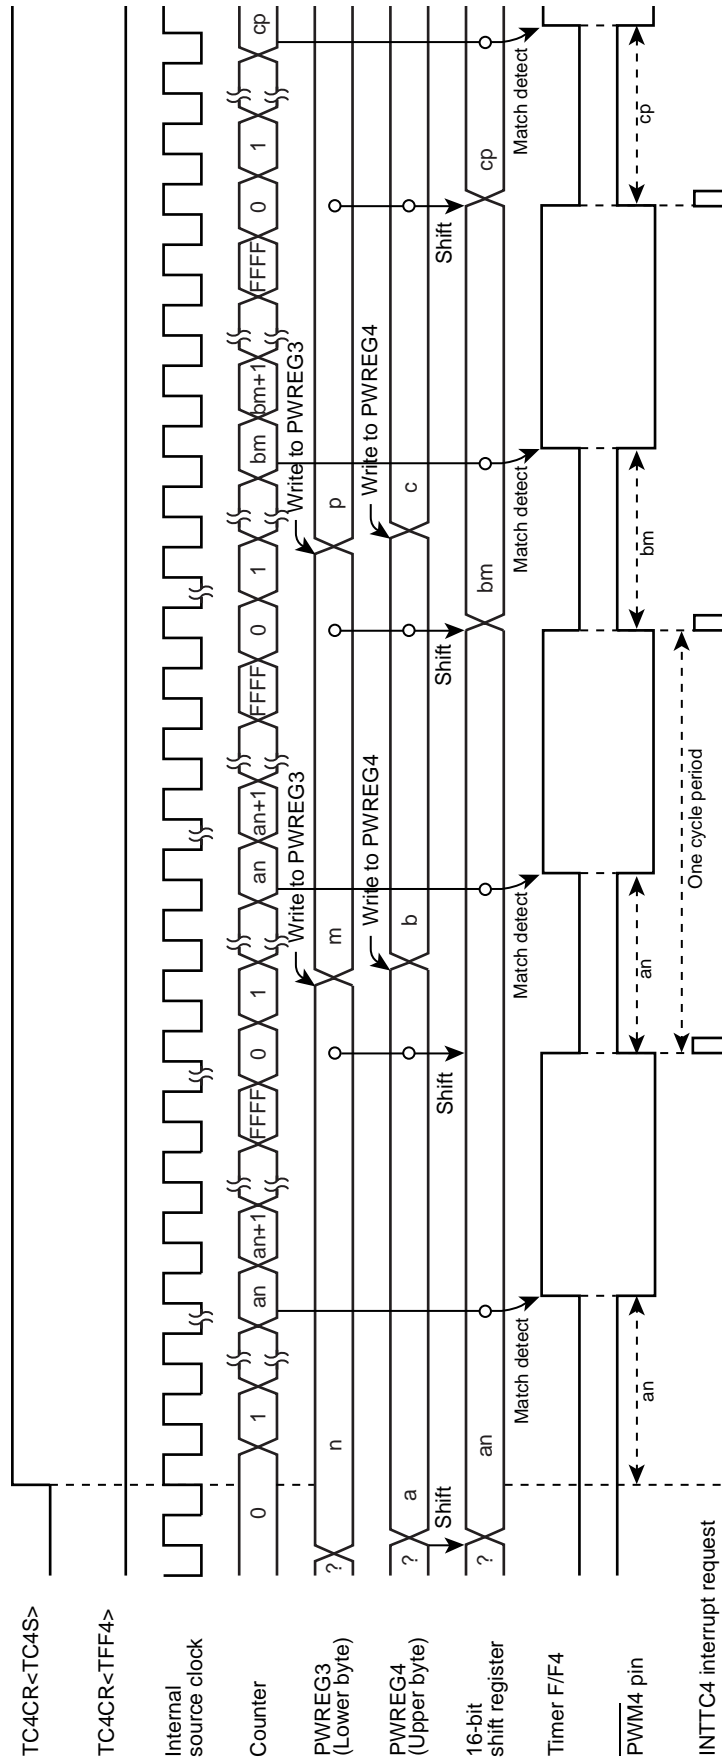 TC4CR<TC4S>
TC4CR<TFF4>
Internal
source clock
Counter
0 1 an an+1 FFFF 0 1 an an+1 FFFF 0 1 bm bm+1 FFFF 0 1 cp
Write to PWREG3
Write to PWREG3
PWREG3
(Lower byte)
? n m p
Write to PWREG4
Write to PWREG4
PWREG4
(Upper byte)
? a b c
Shift Shift Shift Shift
16-bit
shift register
? an bm cp
Match detect Match detect Match detect Match detect
Timer F/F4
PWM4 pin
an an bm cp
One cycle period
INTTC4 interrupt request